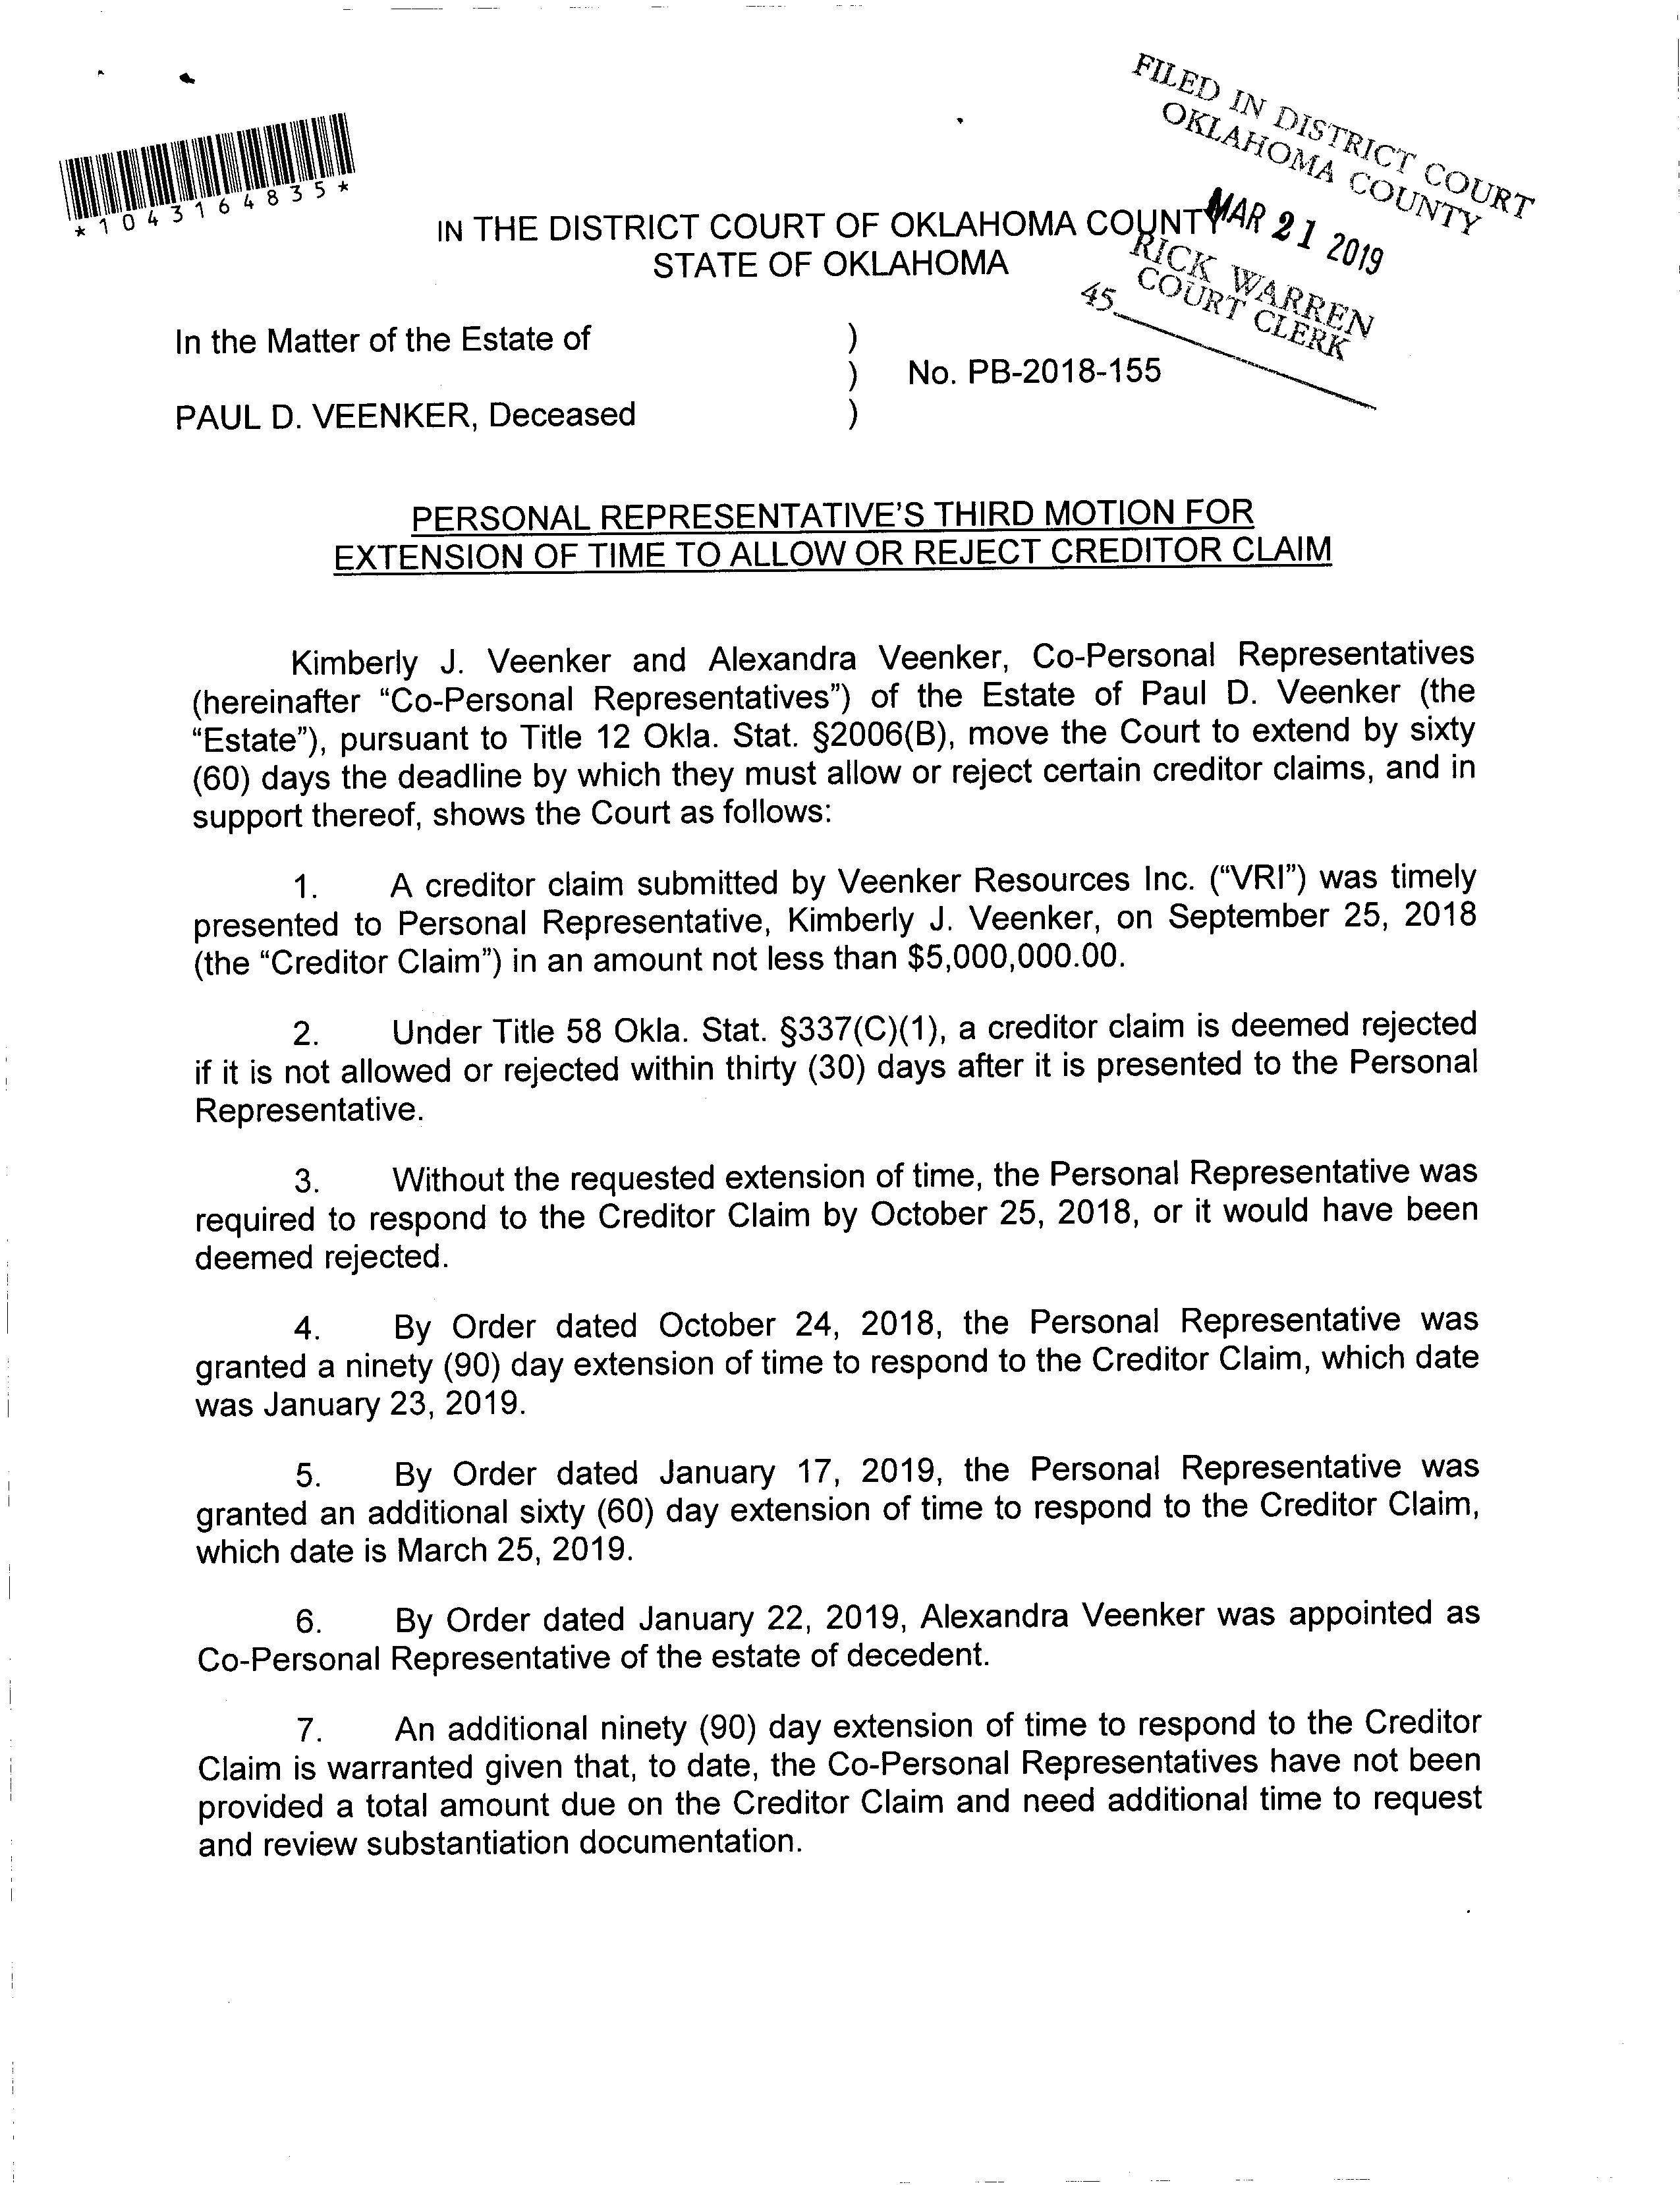 FILED IN DISTRICT COURT
OKLAHOMA COUNTY
MAR 21 2019
RICK WARREN
COURT CLERK
45
*1043164835*
IN THE DISTRICT COURT OF OKLAHOMA COUNTY
STATE OF OKLAHOMA
In the Matter of the Estate of )
) No. PB-2018-155
PAUL D. VEENKER, Deceased )
PERSONAL REPRESENTATIVE'S THIRD MOTION FOR
EXTENSION OF TIME TO ALLOW OR REJECT CREDITOR CLAIM
Kimberly J. Veenker and Alexandra Veenker, Co-Personal Representatives
(hereinafter “Co-Personal Representatives”) of the Estate of Paul D. Veenker (the
“Estate”), pursuant to Title 12 Okla. Stat. §2006(B), move the Court to extend by sixty
(60) days the deadline by which they must allow or reject certain creditor claims, and in
support thereof, shows the Court as follows:
1. A creditor claim submitted by Veenker Resources Inc. (“VRI”) was timely
presented to Personal Representative, Kimberly J. Veenker, on September 25, 2018
(the “Creditor Claim”) in an amount not less than $5,000,000.00.
2. Under Title 58 Okla. Stat. §337(C)(1), a creditor claim is deemed rejected
if it is not allowed or rejected within thirty (30) days after it is presented to the Personal
Representative.
3. Without the requested extension of time, the Personal Representative was
required to respond to the Creditor Claim by October 25, 2018, or it would have been
deemed rejected.
4. By Order dated October 24, 2018, the Personal Representative was
granted a ninety (90) day extension of time to respond to the Creditor Claim, which date
was January 23, 2019.
5. By Order dated January 17, 2019, the Personal Representative was
granted an additional sixty (60) day extension of time to respond to the Creditor Claim,
which date is March 25, 2019.
6. By Order dated January 22, 2019, Alexandra Veenker was appointed as
Co-Personal Representative of the estate of decedent.
7. An additional ninety (90) day extension of time to respond to the Creditor
Claim is warranted given that, to date, the Co-Personal Representatives have not been
provided a total amount due on the Creditor Claim and need additional time to request
and review substantiation documentation.